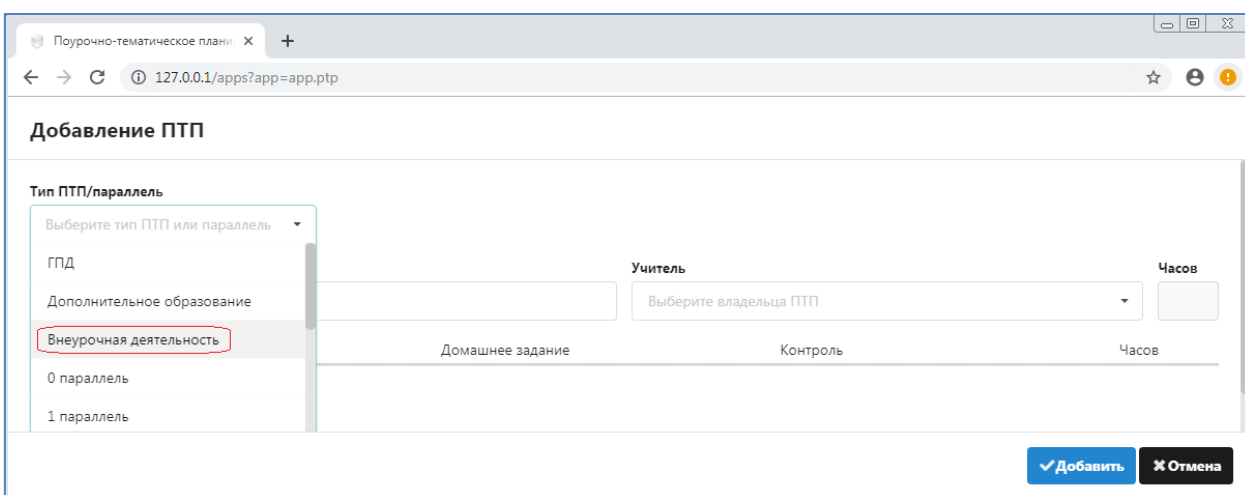 Поурочно-тематическое плани
127.0.0.1/apps?app=app.ptp
Добавление ПТП
Тип ПТП/параллель
Выберите тип ПТП или параллель
ГПД
Дополнительное образование
Внеурочная деятельность
0 параллель
1 параллель
Учитель
Часов
Выберите владельца ПТП
Домашнее задание
Контроль
Часов
Добавить
Отмена